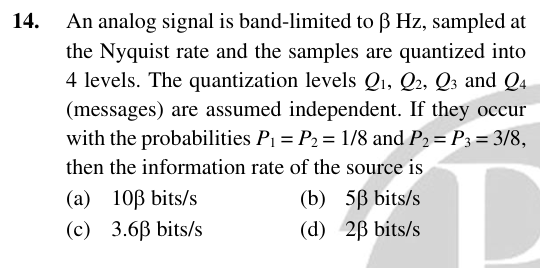 14. An analog signal is band-limited to β Hz, sampled at
the Nyquist rate and the samples are quantized into
4 levels. The quantization levels Q₁, Q₂, Q₃ and Q₄
(messages) are assumed independent. If they occur
with the probabilities P₁ = P₂ = 1/8 and P₂ = P₃ = 3/8,
then the information rate of the source is
(a) 10β bits/s (b) 5β bits/s
(c) 3.6β bits/s (d) 2β bits/s